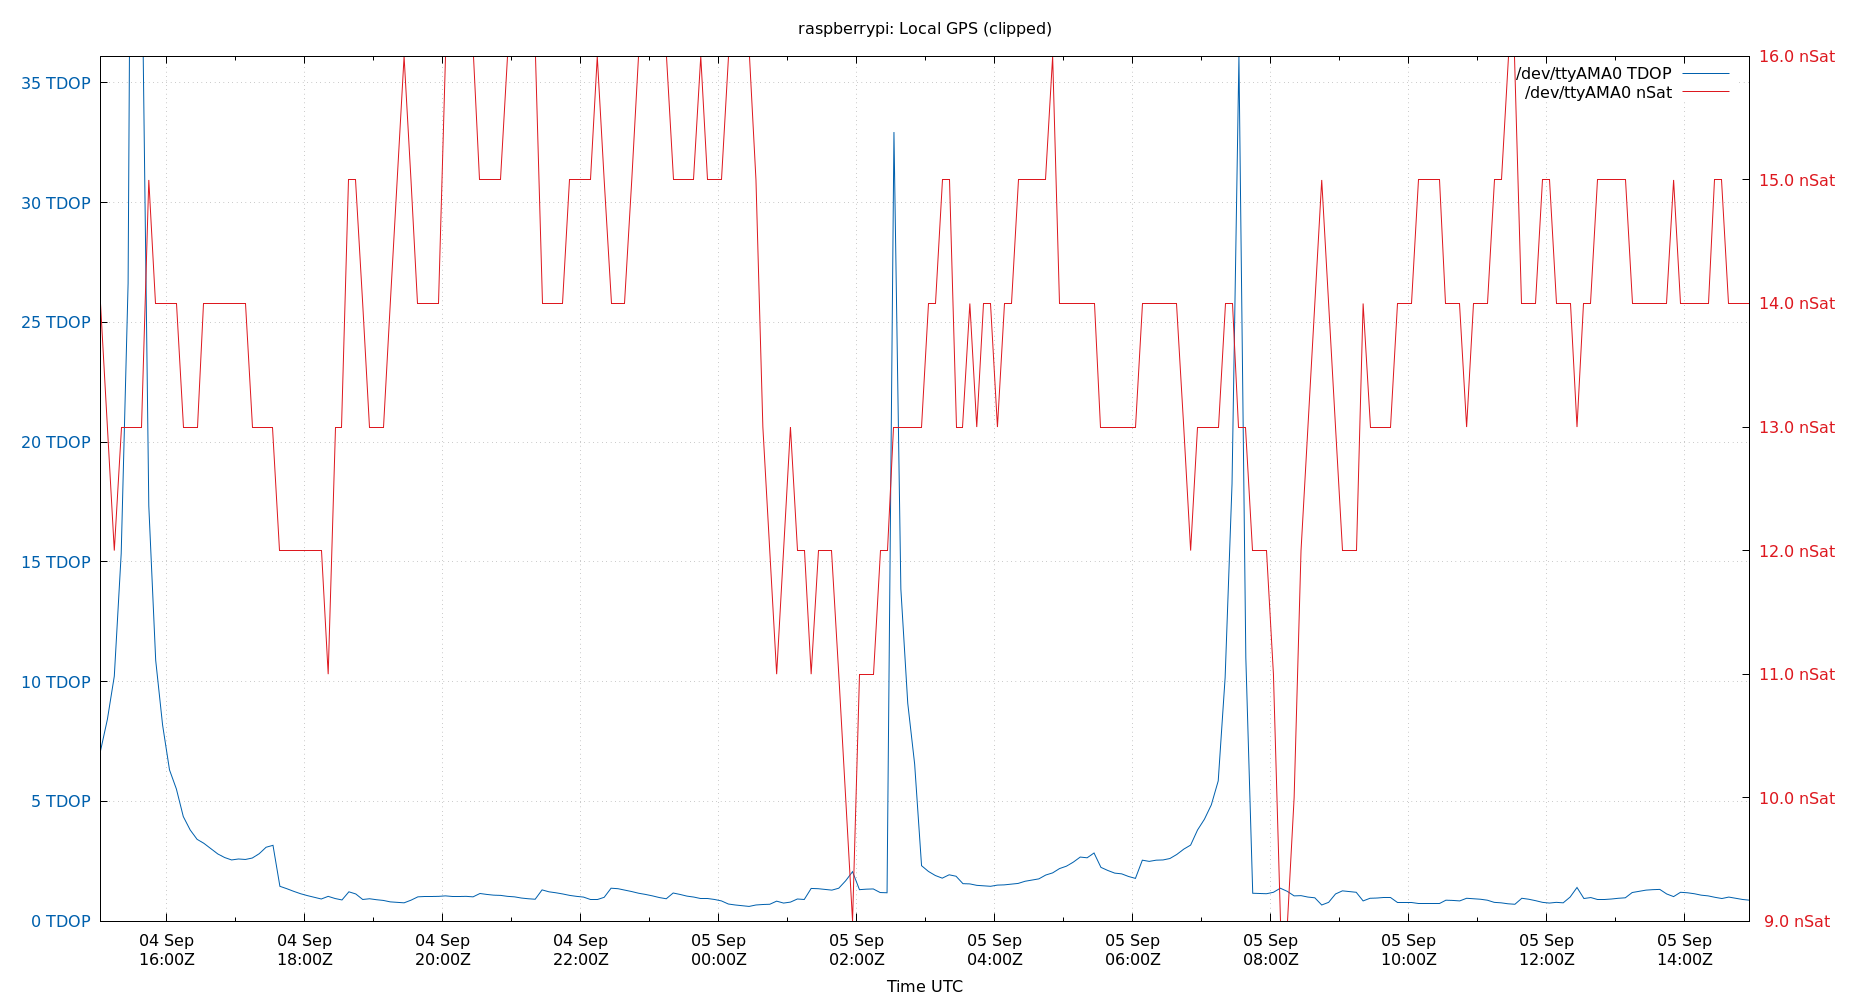 raspberrypi: Local GPS (clipped)
/dev/ttyAMA0 TDOP
/dev/ttyAMA0 nSat
35 TDOP
30 TDOP
25 TDOP
20 TDOP
15 TDOP
10 TDOP
5 TDOP
0 TDOP
16.0 nSat
15.0 nSat
14.0 nSat
13.0 nSat
12.0 nSat
11.0 nSat
10.0 nSat
9.0 nSat
04 Sep 04 Sep 04 Sep 04 Sep 05 Sep 05 Sep 05 Sep 05 Sep 05 Sep 05 Sep 05 Sep 05 Sep
16:00Z 18:00Z 20:00Z 22:00Z 00:00Z 02:00Z 04:00Z 06:00Z 08:00Z 10:00Z 12:00Z 14:00Z
Time UTC